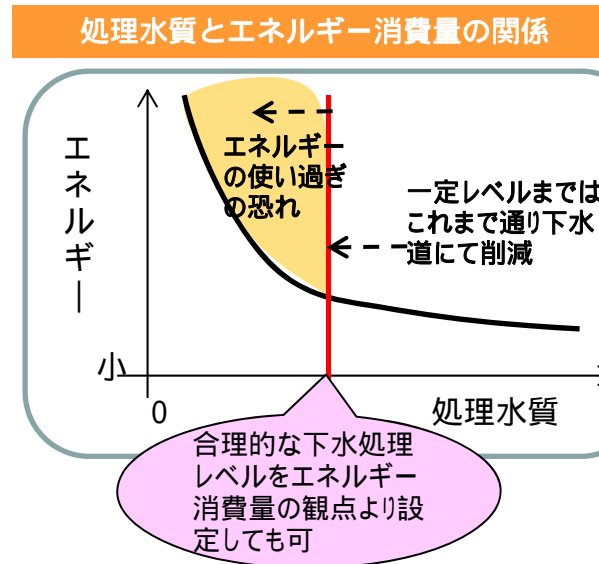 処理水質とエネルギー消費量の関係
エネルギー
エネルギー
の使い過ぎ
の恐れ
一定レベルまでは
これまで通り下水
道にて削減
小
0
処理水質
合理的な下水処理
レベルをエネルギー
消費量の観点より設
定しても可